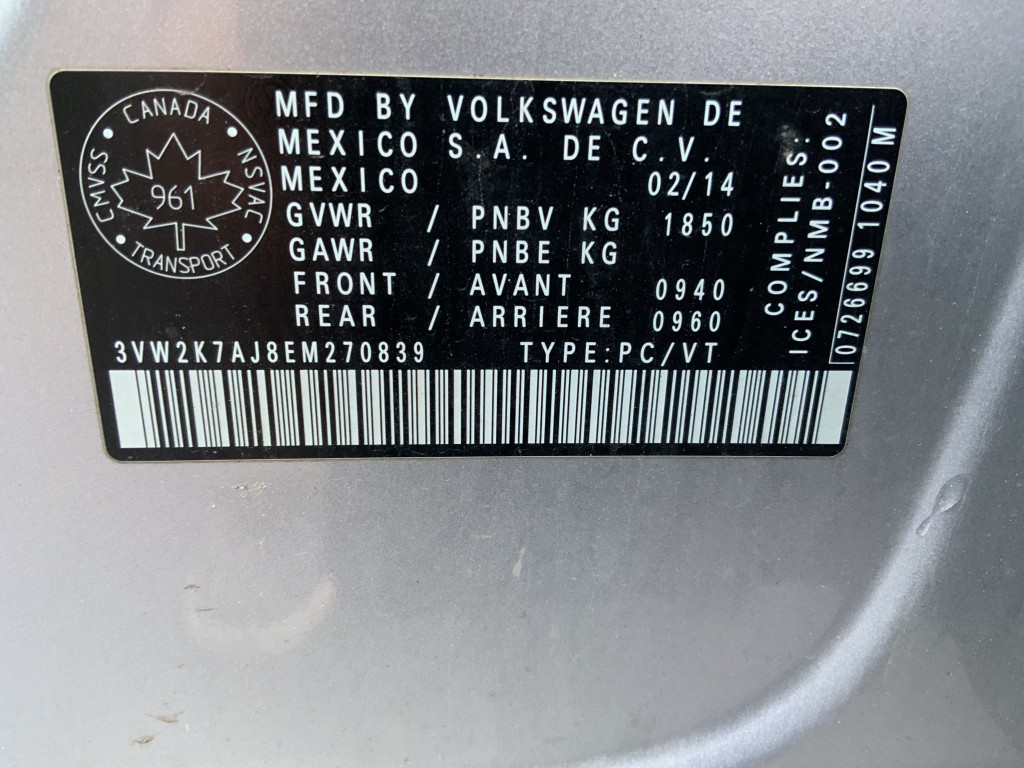 CANADA
CMVSS
NSVAC
961
TRANSPORT
MFD BY VOLKSWAGEN DE
MEXICO S.A. DE C.V.
MEXICO 02/14
GVWR / PNBV KG 1850
GAWR / PNBE KG
FRONT / AVANT 0940
REAR / ARRIERE 0960
3VW2K7AJ8EM270839 TYPE:PC/VT
COMPLIES:
ICES/NMB-002
0726699 1040 M